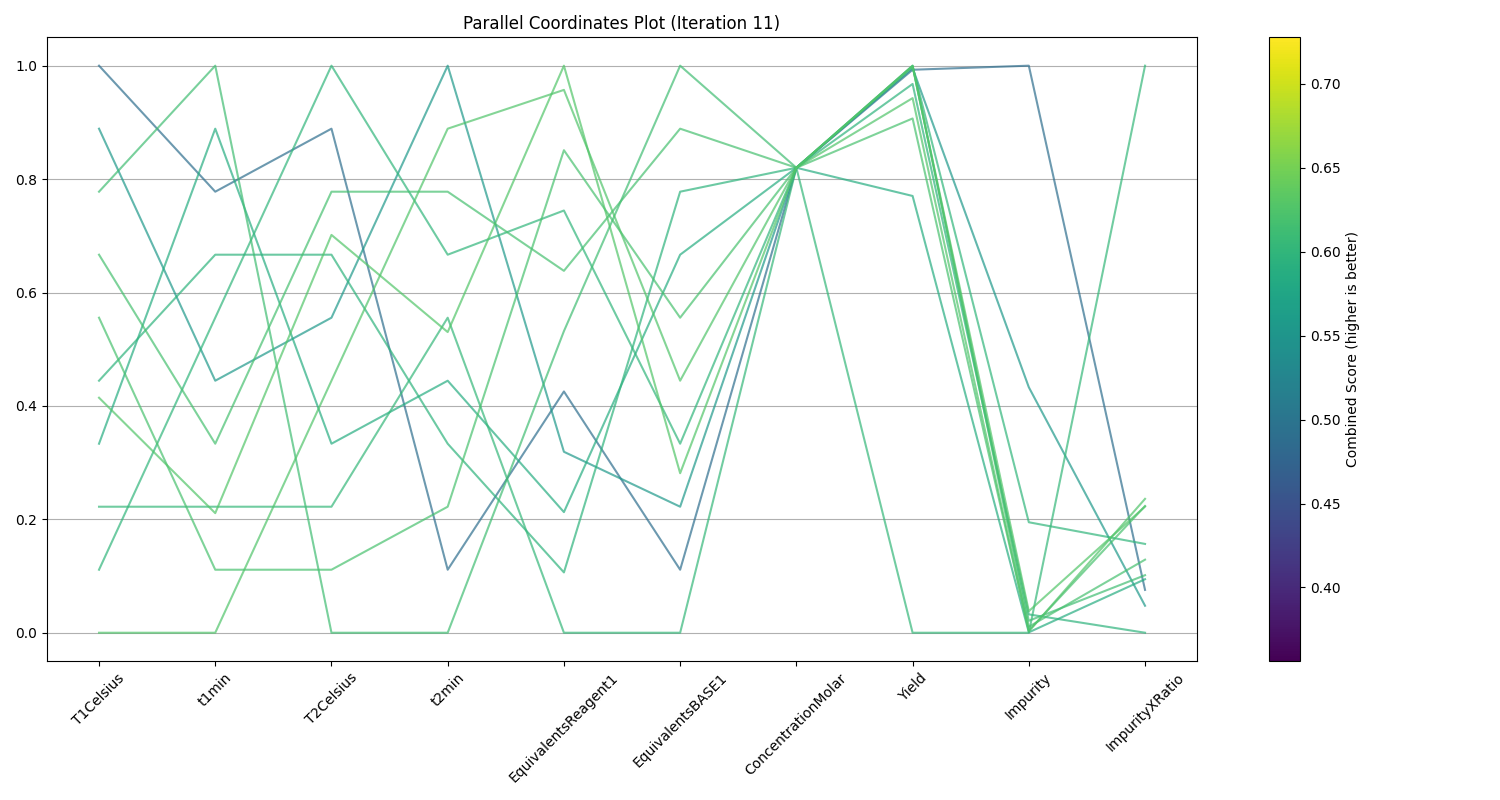 Parallel Coordinates Plot (Iteration 11)
1.0
0.8
0.6
0.4
0.2
0.0
T1Celsius
t1min
T2Celsius
t2min
EquivalentsReagent1
EquivalentsBASE1
ConcentrationMolar
Yield
Impurity
ImpurityXRatio
0.70
0.65
0.60
0.55
0.50
0.45
0.40
Combined Score (higher is better)